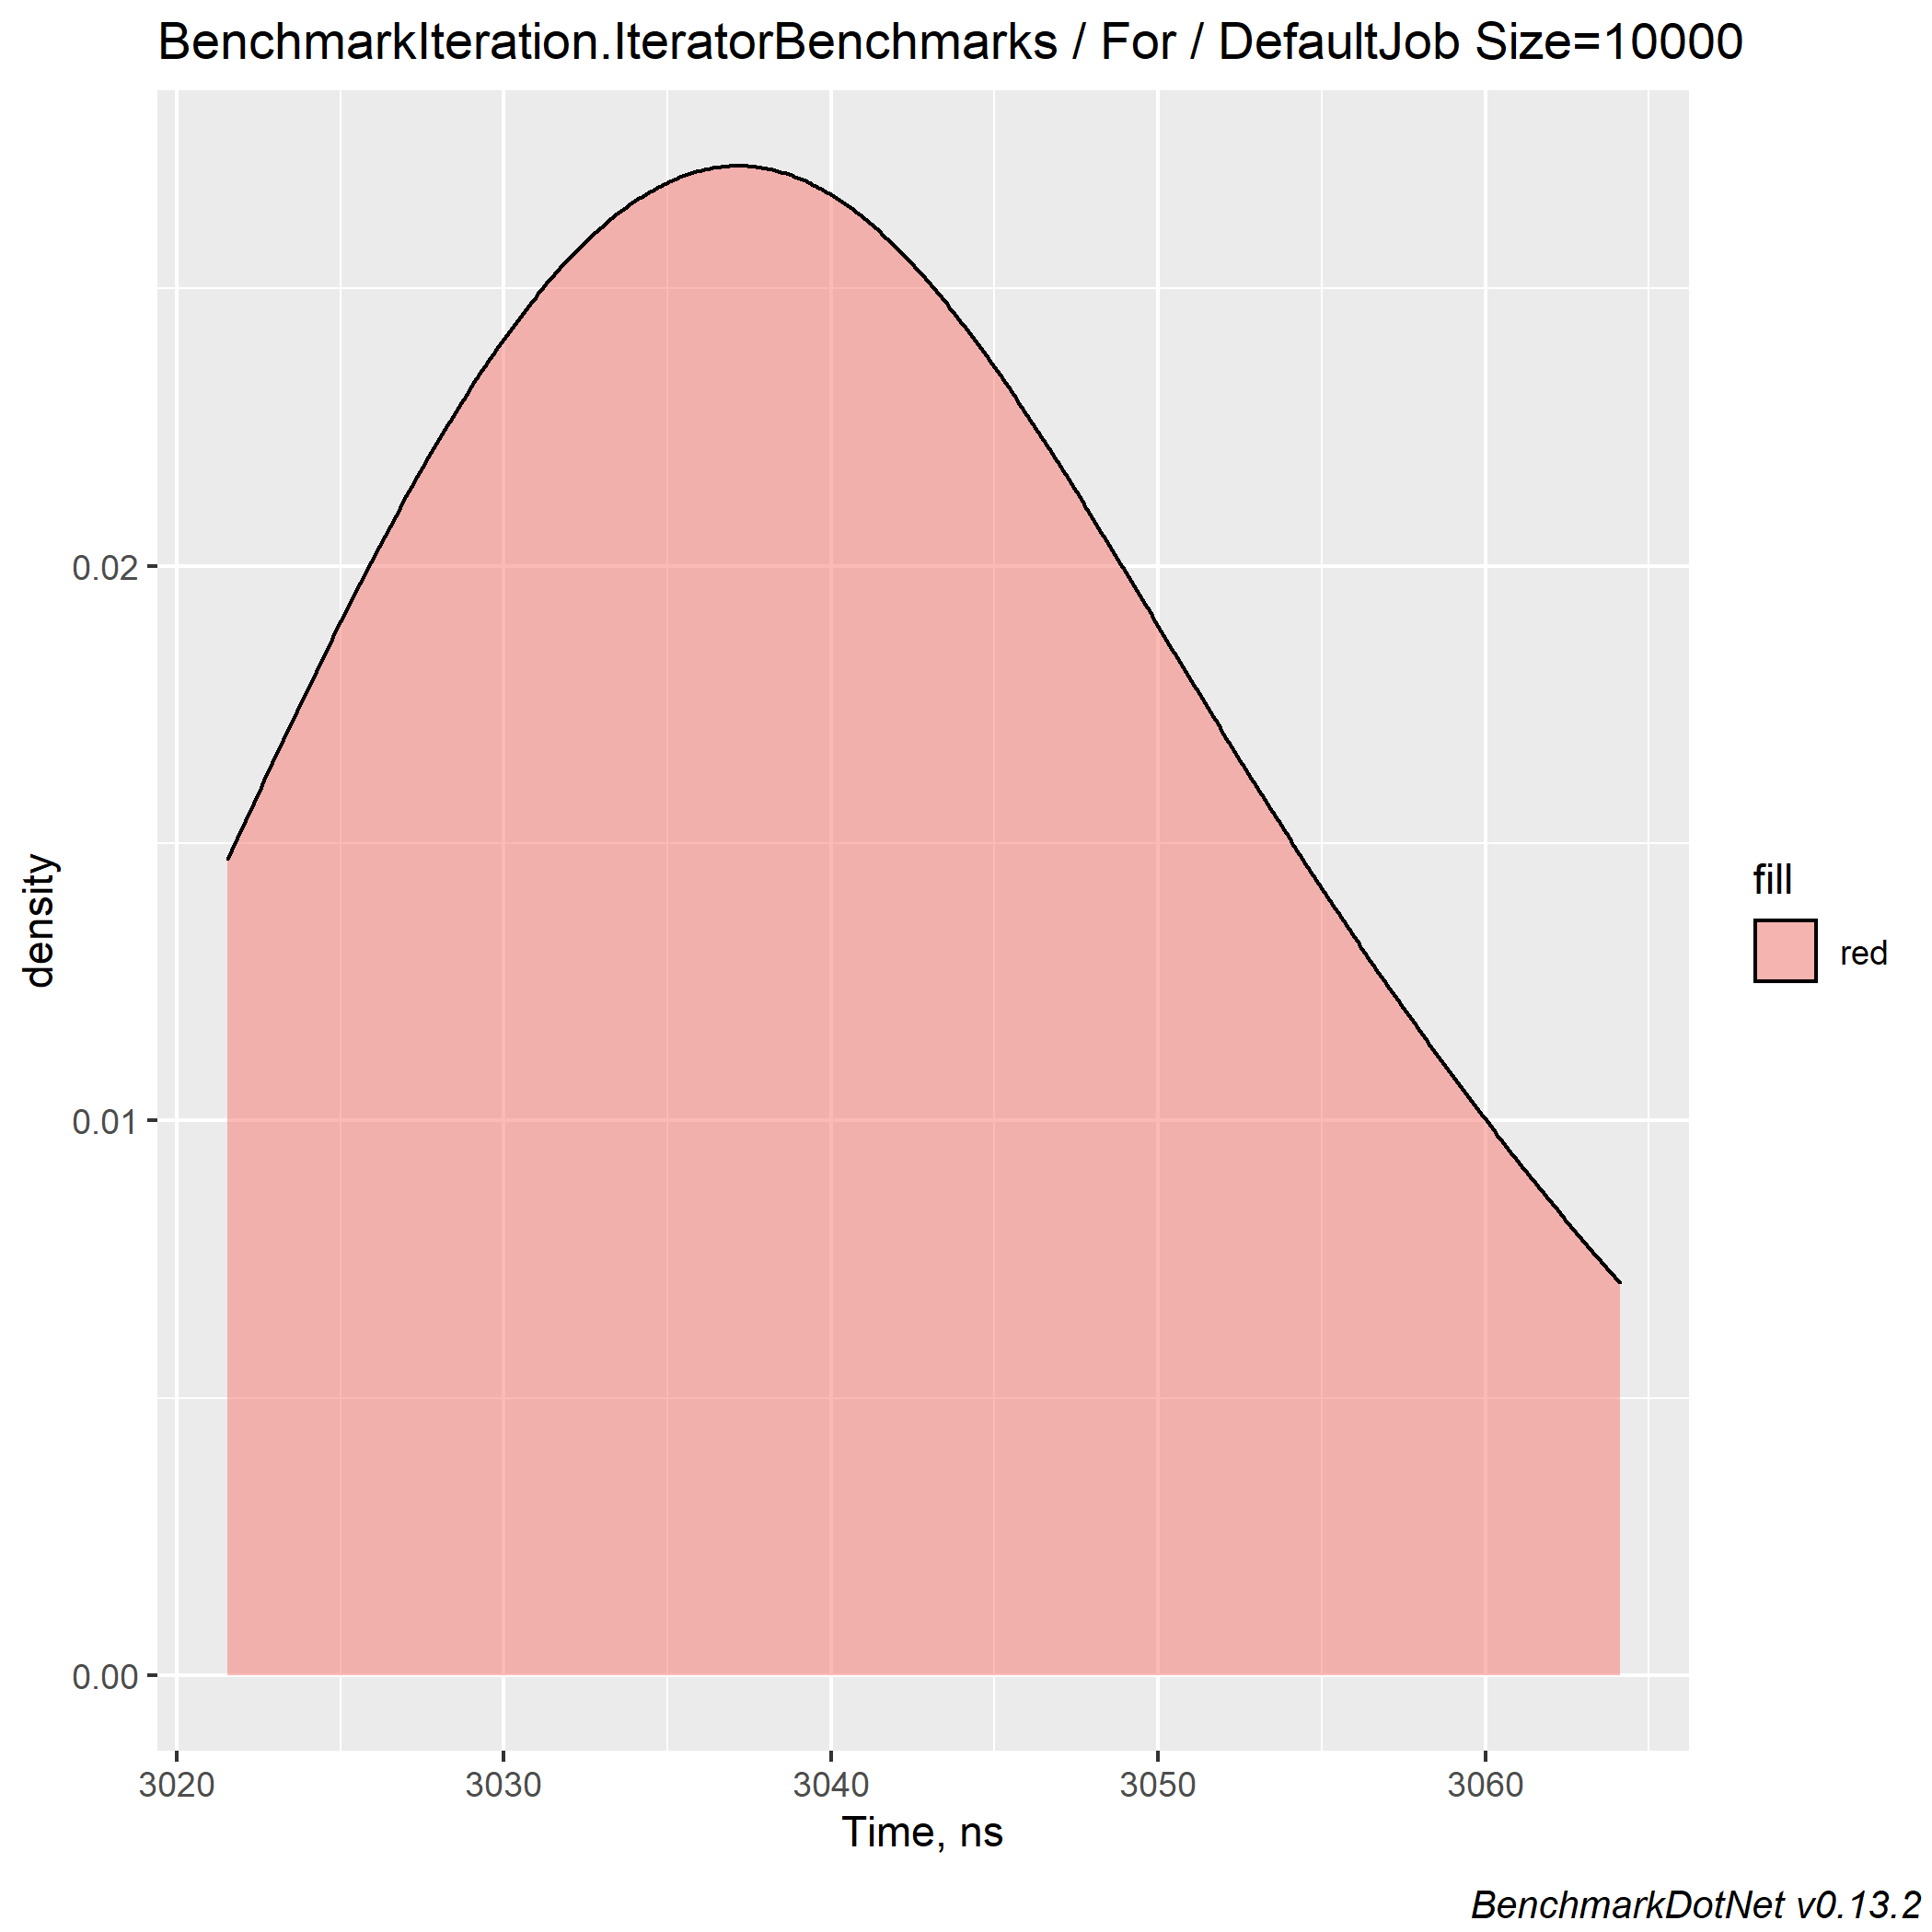 BenchmarkIteration.IteratorBenchmarks / For / DefaultJob Size=10000
density
0.02
0.01
0.00
3020 3030 3040 3050 3060
Time, ns
fill
red
BenchmarkDotNet v0.13.2